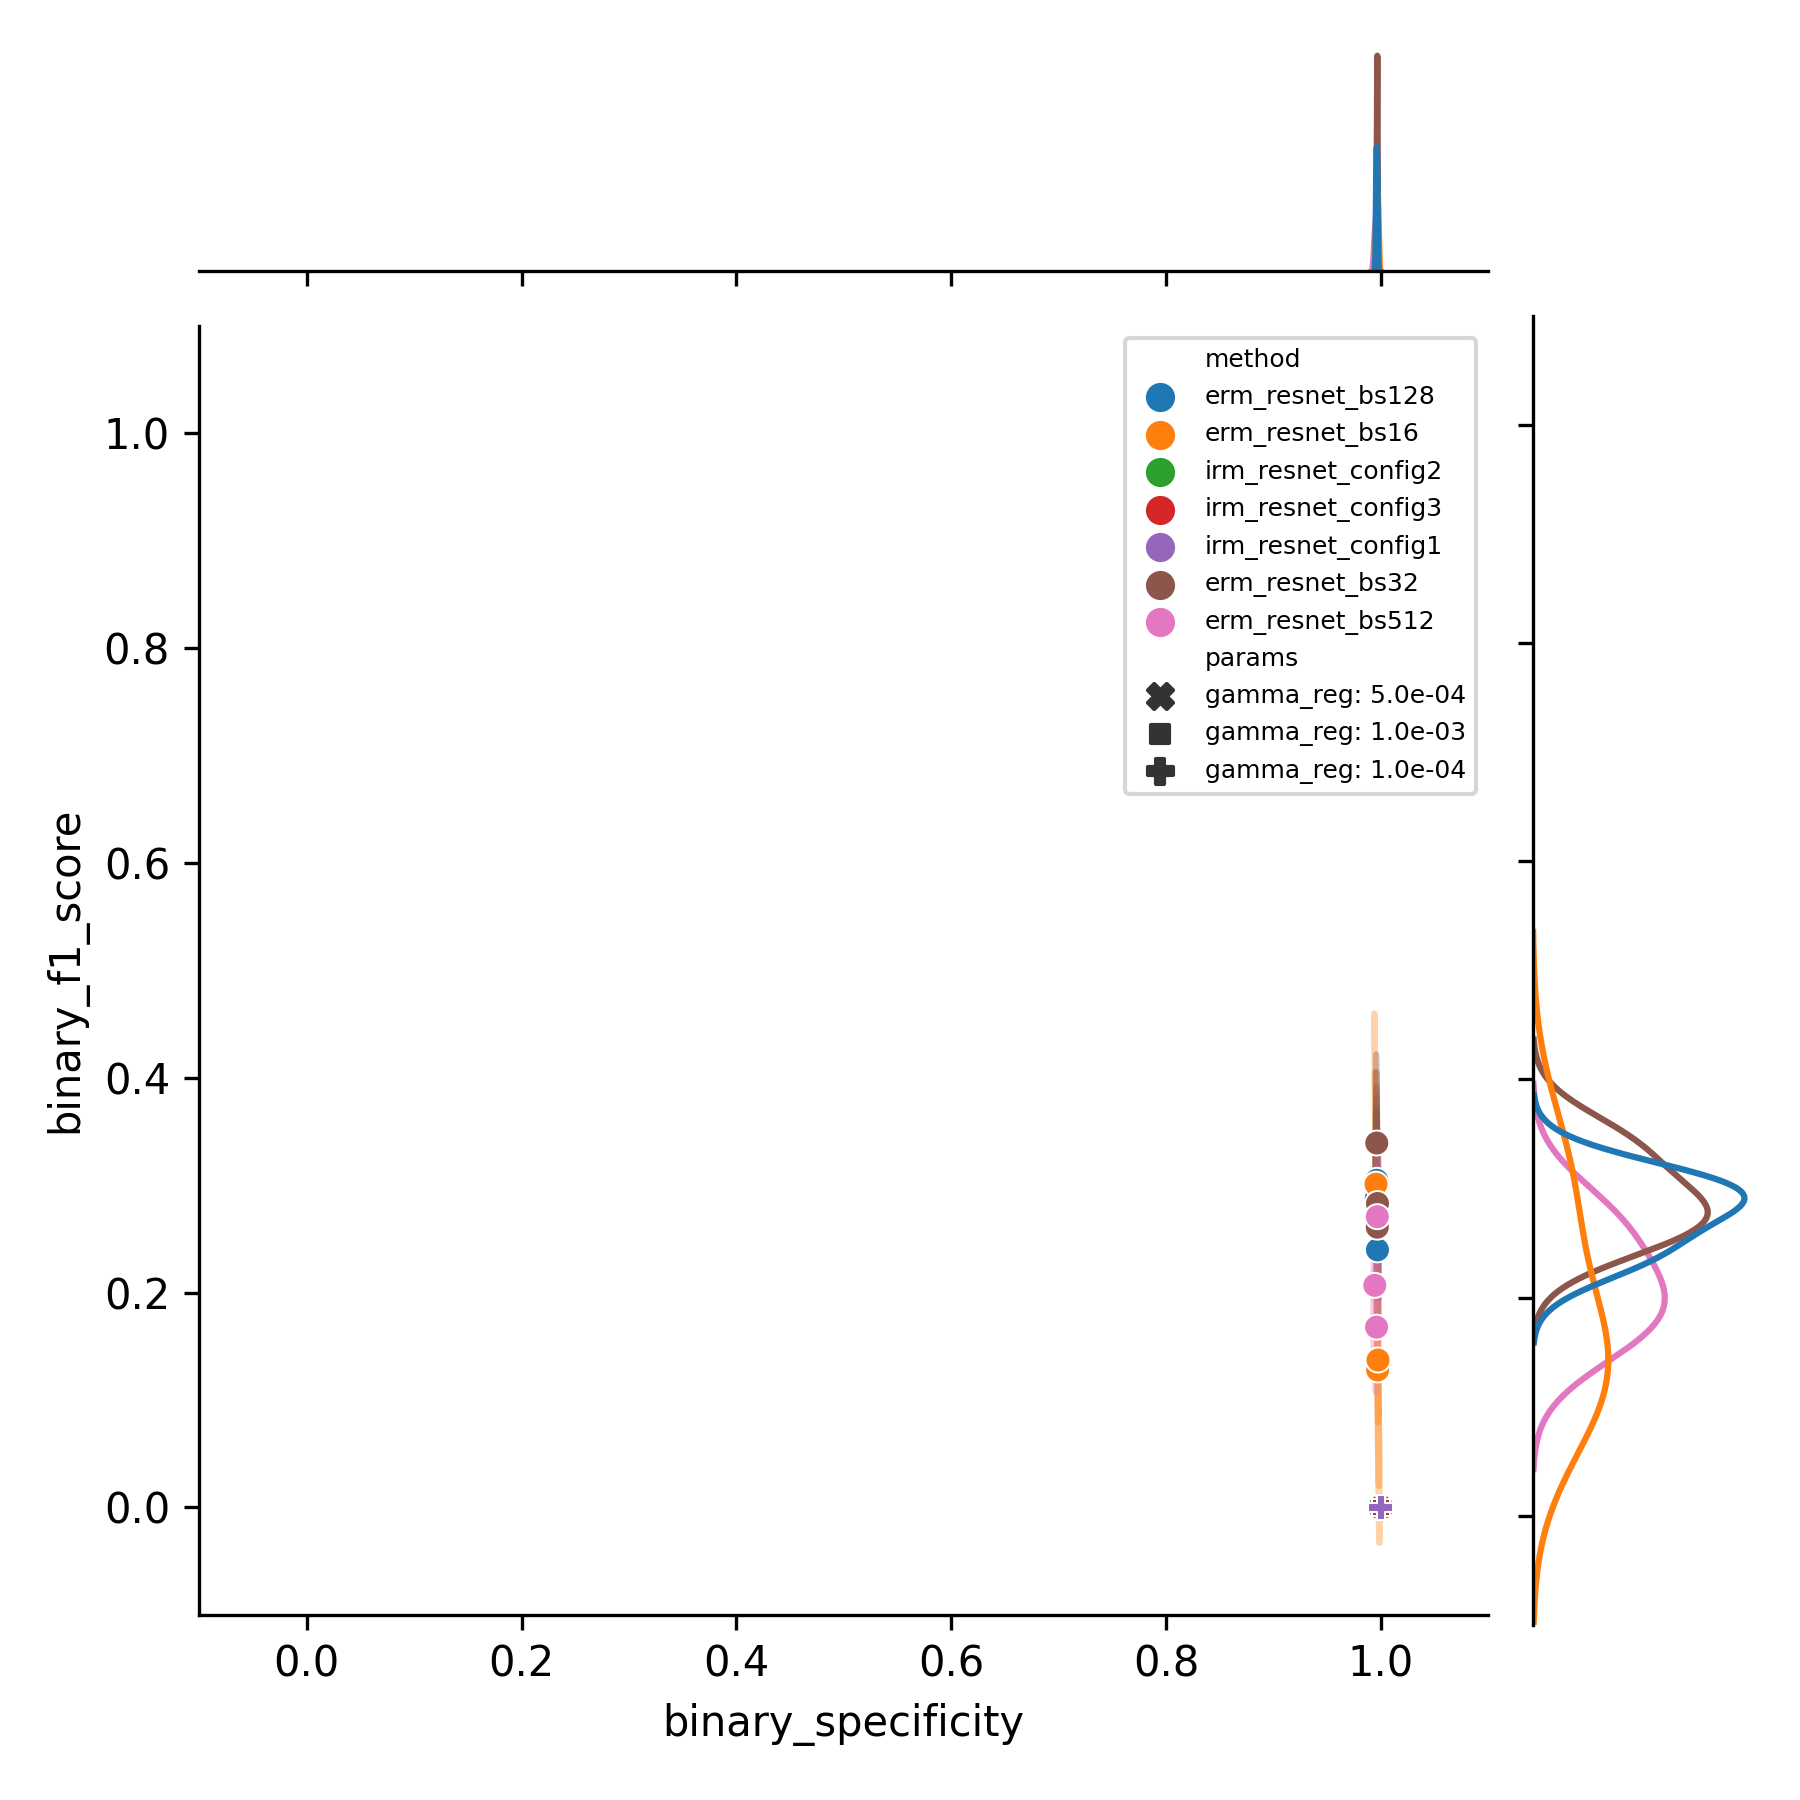 method
erm_resnet_bs128
erm_resnet_bs16
irm_resnet_config2
irm_resnet_config3
irm_resnet_config1
erm_resnet_bs32
erm_resnet_bs512
params
gamma_reg: 5.0e-04
gamma_reg: 1.0e-03
gamma_reg: 1.0e-04
binary_f1_score
1.0
0.8
0.6
0.4
0.2
0.0
0.0 0.2 0.4 0.6 0.8 1.0
binary_specificity